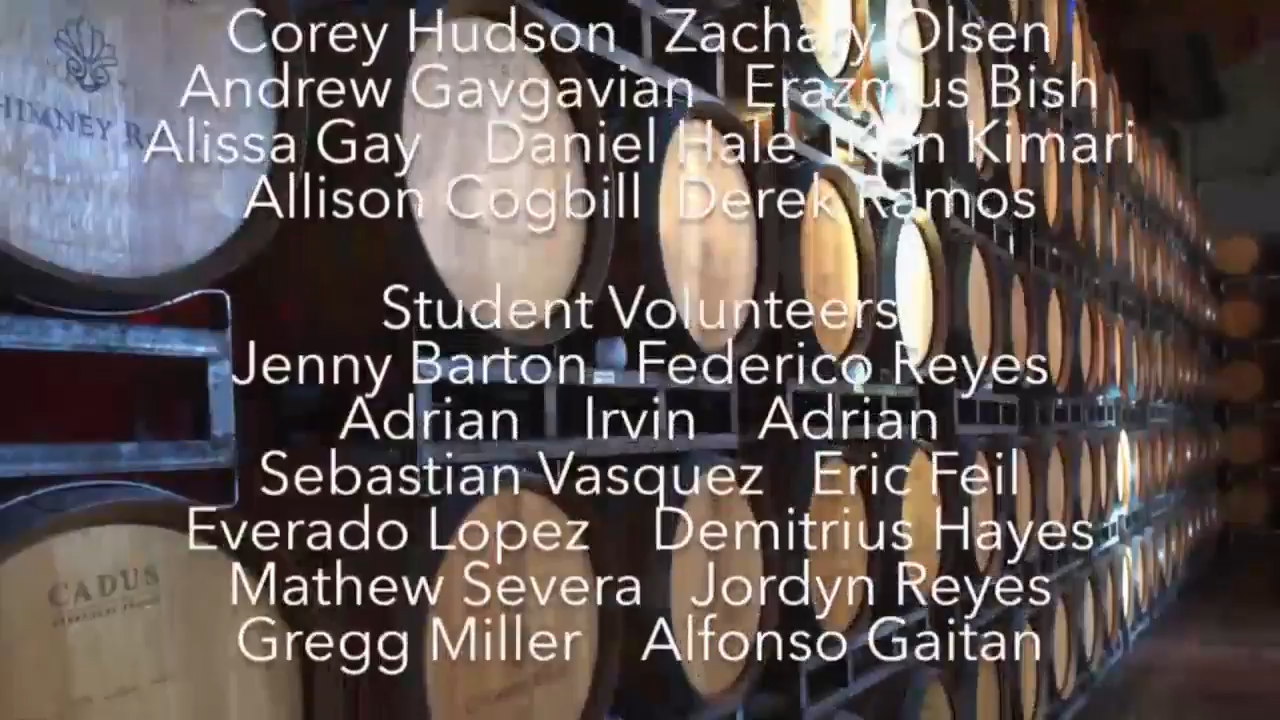 Corey Hudson Zachary Olsen
Andrew Gavgavian Erazmus Bish
Alissa Gay Daniel Hale Iken Kimari
Allison Cogbill Derek Ramos
Student Volunteers
Jenny Barton Federico Reyes
Adrian Irvin Adrian
Sebastian Vasquez Eric Feil
Everado Lopez Demitrius Hayes
Mathew Severa Jordyn Reyes
Gregg Miller Alfonso Gaitan
HIMNEY R
CADUS